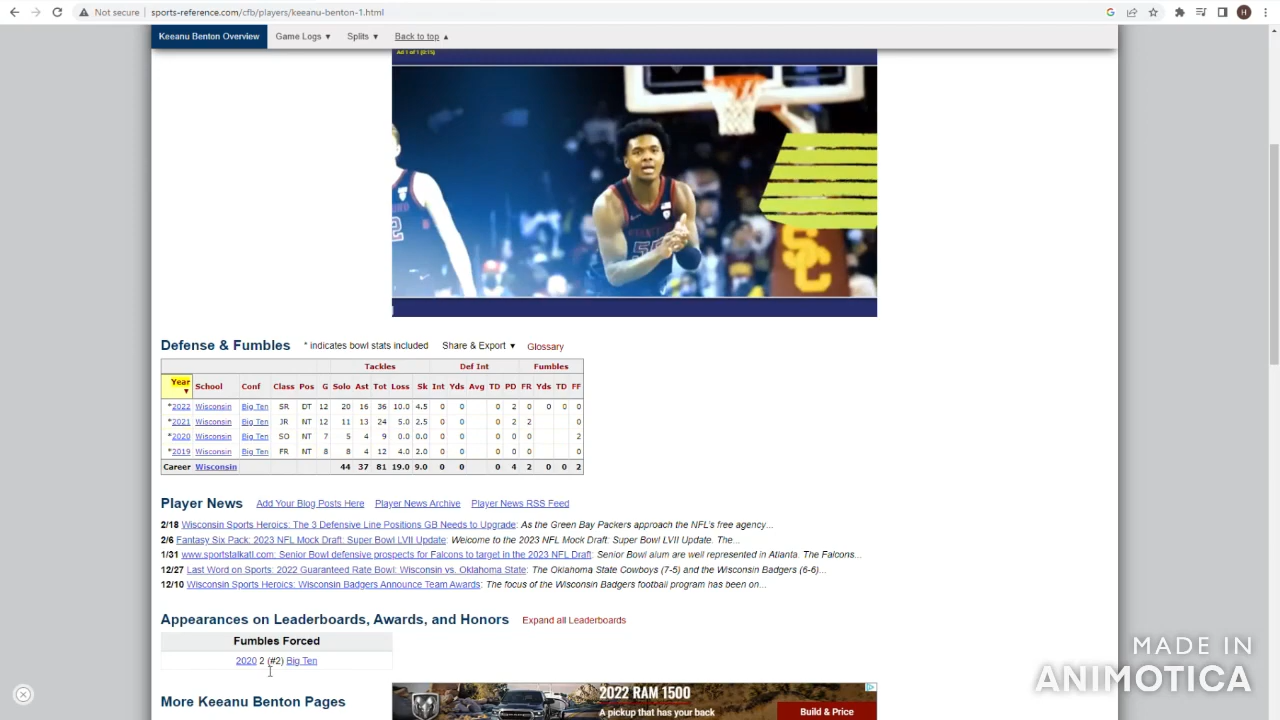 Not secure | sports-reference.com/cfb/players/keeanu-benton-1.html
G
H
Keeanu Benton Overview Game Logs ▼ Splits ▼ Back to top ▲
Ad 1 of 1 (0:15)
SC
Defense & Fumbles * indicates bowl stats included Share & Export ▼ Glossary
Tackles Def Int Fumbles
Year ▼ School Conf Class Pos G Solo Ast Tot Loss Sk Int Yds Avg TD PD FR Yds TD FF
*2022 Wisconsin Big Ten SR DT 12 20 16 36 10.0 4.5 0 0 0 2 0 0 0 0
*2021 Wisconsin Big Ten JR NT 12 11 13 24 5.0 2.5 0 0 0 2 2 0
*2020 Wisconsin Big Ten SO NT 7 5 4 9 0.0 0.0 0 0 0 0 0 2
*2019 Wisconsin Big Ten FR NT 8 8 4 12 4.0 2.0 0 0 0 0 0 0
Career Wisconsin 44 37 81 19.0 9.0 0 0 0 4 2 0 0 2
Player News Add Your Blog Posts Here Player News Archive Player News RSS Feed
2/18 Wisconsin Sports Heroics: The 3 Defensive Line Positions GB Needs to Upgrade: As the Green Bay Packers approach the NFL's free agency...
2/6 Fantasy Six Pack: 2023 NFL Mock Draft: Super Bowl LVII Update: Welcome to the 2023 NFL Mock Draft: Super Bowl LVII Update. The...
1/31 www.sportstalkatl.com: Senior Bowl defensive prospects for Falcons to target in the 2023 NFL Draft: Senior Bowl alum are well represented in Atlanta. The Falcons...
12/27 Last Word on Sports: 2022 Guaranteed Rate Bowl: Wisconsin vs. Oklahoma State: The Oklahoma State Cowboys (7-5) and the Wisconsin Badgers (6-6)...
12/10 Wisconsin Sports Heroics: Wisconsin Badgers Announce Team Awards: The focus of the Wisconsin Badgers football program has been on...
Appearances on Leaderboards, Awards, and Honors Expand all Leaderboards
Fumbles Forced
2020 2 (#2) Big Ten
More Keeanu Benton Pages
2022 RAM 1500
A pickup that has your back
Build & Price
RAM
MADE IN
ANIMOTICA